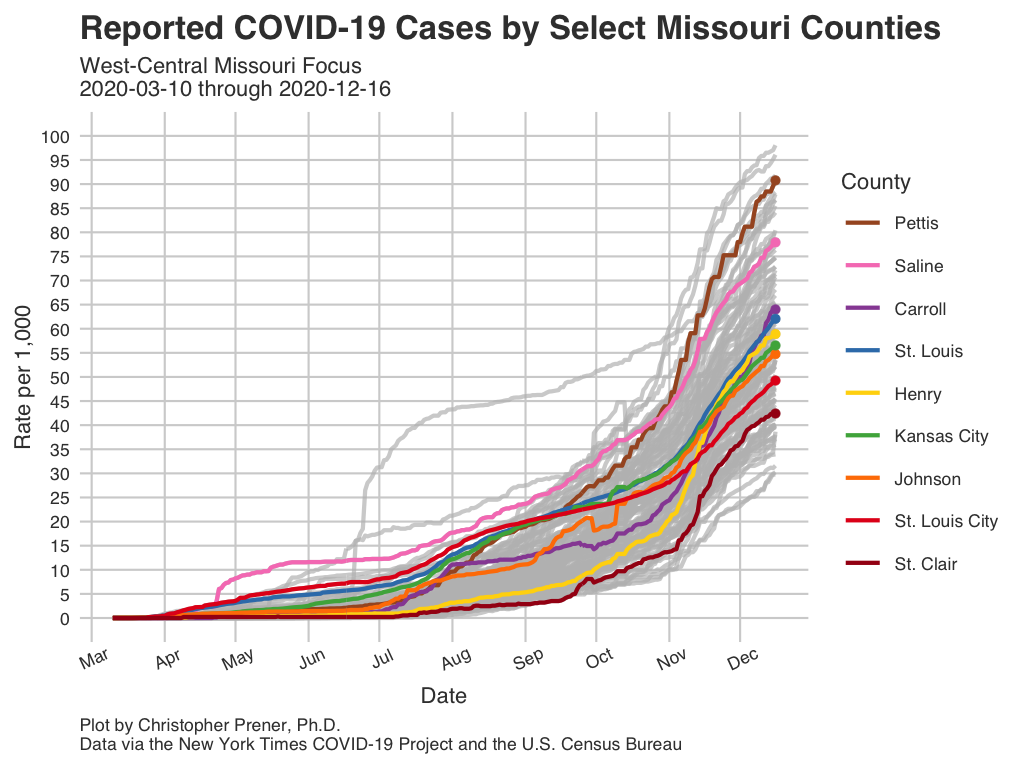 Reported COVID-19 Cases by Select Missouri Counties
West-Central Missouri Focus
2020-03-10 through 2020-12-16
100
95
90
85
80
75
70
65
60
55
50
45
40
35
30
25
20
15
10
5
0
Rate per 1,000
Mar
Apr
May
Jun
Jul
Aug
Sep
Oct
Nov
Dec
Date
County
Pettis
Saline
Carroll
St. Louis
Henry
Kansas City
Johnson
St. Louis City
St. Clair
Plot by Christopher Prener, Ph.D.
Data via the New York Times COVID-19 Project and the U.S. Census Bureau